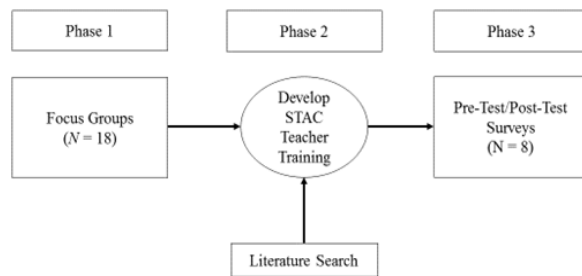 Phase 1
Phase 2
Phase 3
Focus Groups
(N = 18)
Develop
STAC
Teacher
Training
Pre-Test/Post-Test
Surveys
(N = 8)
Literature Search